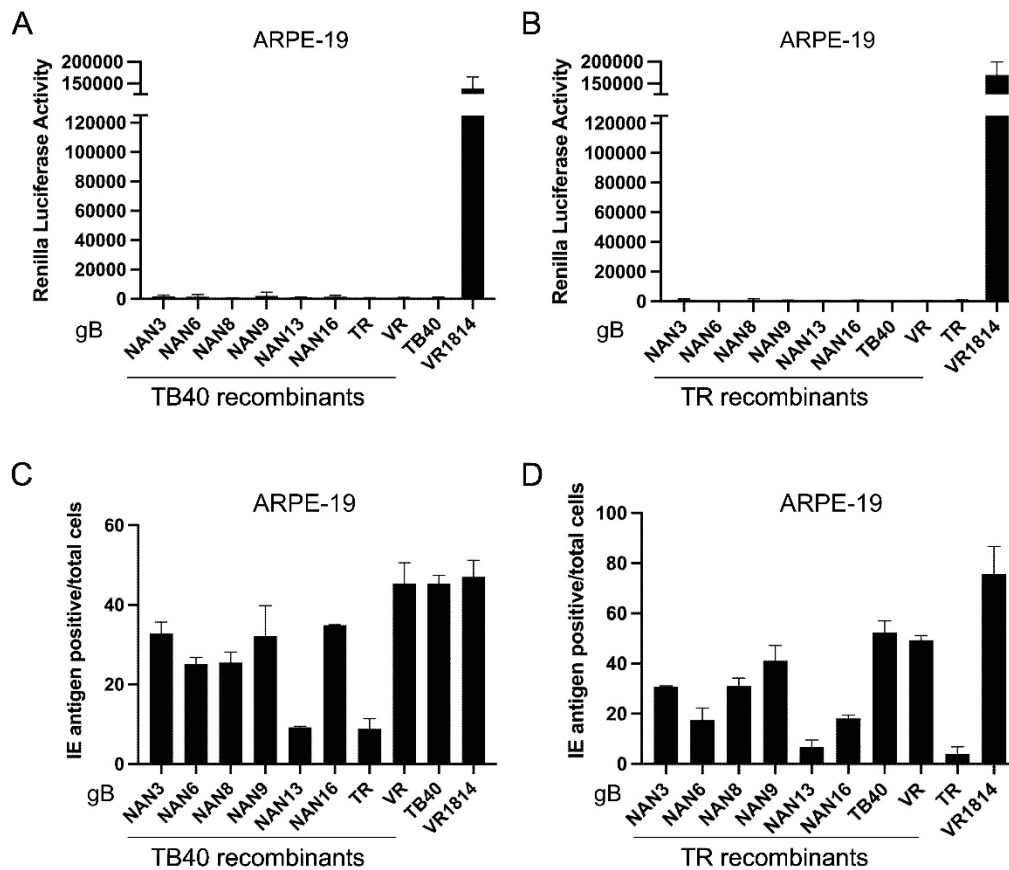 A
ARPE-19
Renilla Luciferase Activity
200000
150000
120000
100000
80000
60000
40000
20000
0
gB
NAN3
NAN6
NAN8
NAN9
NAN13
NAN16
TR
VR
TB40
VR1814
TB40 recombinants
B
ARPE-19
Renilla Luciferase Activity
200000
150000
120000
100000
80000
60000
40000
20000
0
gB
NAN3
NAN6
NAN8
NAN9
NAN13
NAN16
TB40
VR
TR
VR1814
TR recombinants
C
ARPE-19
IE antigen positive/total cels
60
40
20
0
gB
NAN3
NAN6
NAN8
NAN9
NAN13
NAN16
TR
VR
TB40
VR1814
TB40 recombinants
D
ARPE-19
IE antigen positive/total cells
100
80
60
40
20
0
gB
NAN3
NAN6
NAN8
NAN9
NAN13
NAN16
TB40
VR
TR
VR1814
TR recombinants